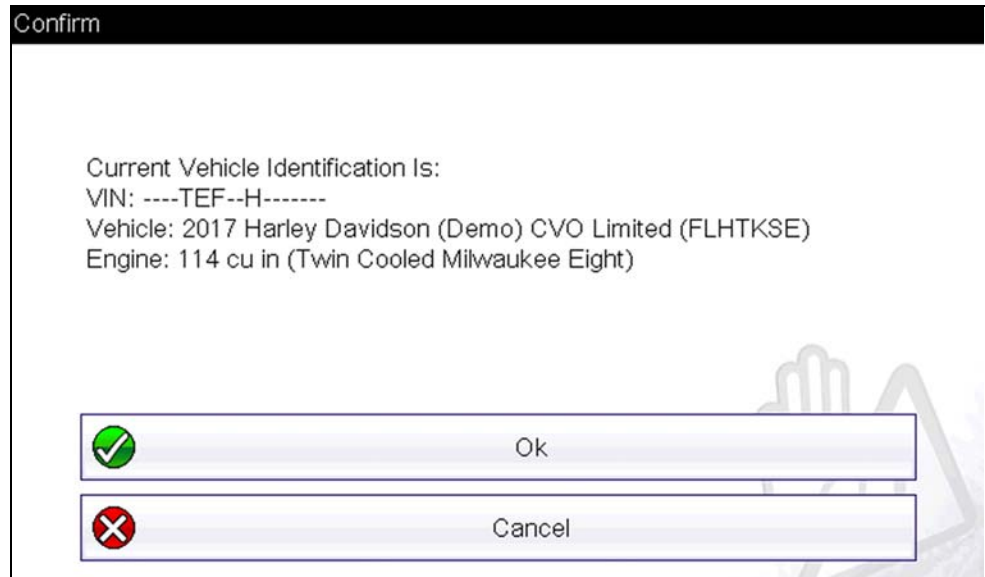 Confirm
Current Vehicle Identification Is:
VIN: ----TEF--H-------
Vehicle: 2017 Harley Davidson (Demo) CVO Limited (FLHTKSE)
Engine: 114 cu in (Twin Cooled Milwaukee Eight)
Ok
Cancel